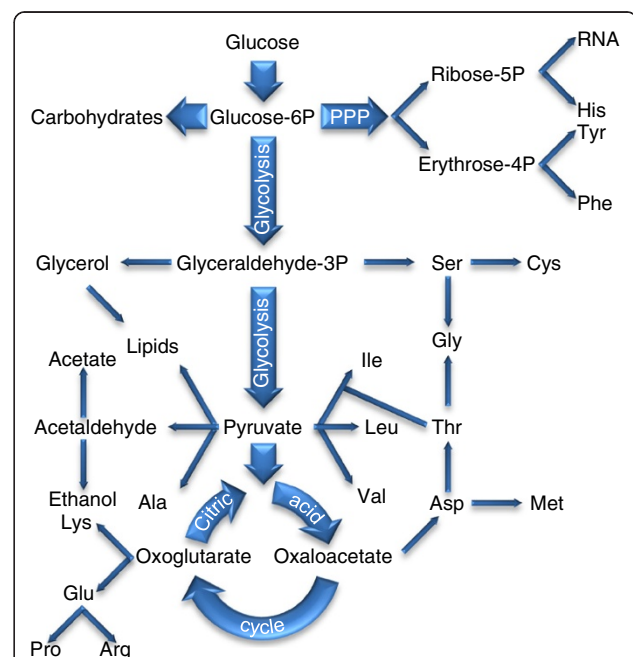 Glucose
RNA
Ribose-5P
Carbohydrates
Glucose-6P
PPP
His
Tyr
Erythrose-4P
Phe
Glycolysis
Glycerol
Glyceraldehyde-3P
Ser
Cys
Glycolysis
Gly
Lipids
Acetate
Ile
Acetaldehyde
Pyruvate
Leu
Thr
Ethanol
Lys
Ala
Val
Asp
Met
Citric
acid
Oxoglutarate
Oxaloacetate
Glu
cycle
Pro
Arg